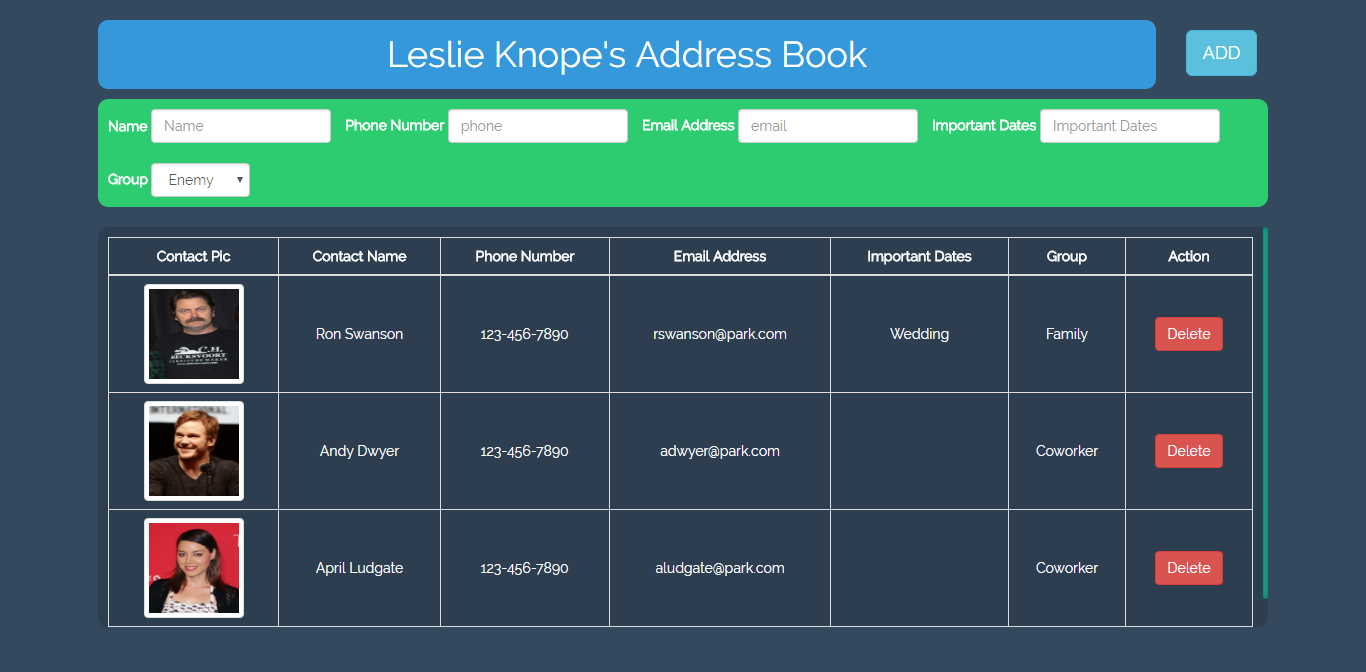 Leslie Knope's Address Book
ADD
Name Name Phone Number phone Email Address email Important Dates Important Dates
Group Enemy
Contact Pic Contact Name Phone Number Email Address Important Dates Group Action
C.H.
BECKSVOORT
Ron Swanson 123-456-7890 rswanson@park.com Wedding Family Delete
INTERNATIONAL
Andy Dwyer 123-456-7890 adwyer@park.com Coworker Delete
April Ludgate 123-456-7890 aludgate@park.com Coworker Delete